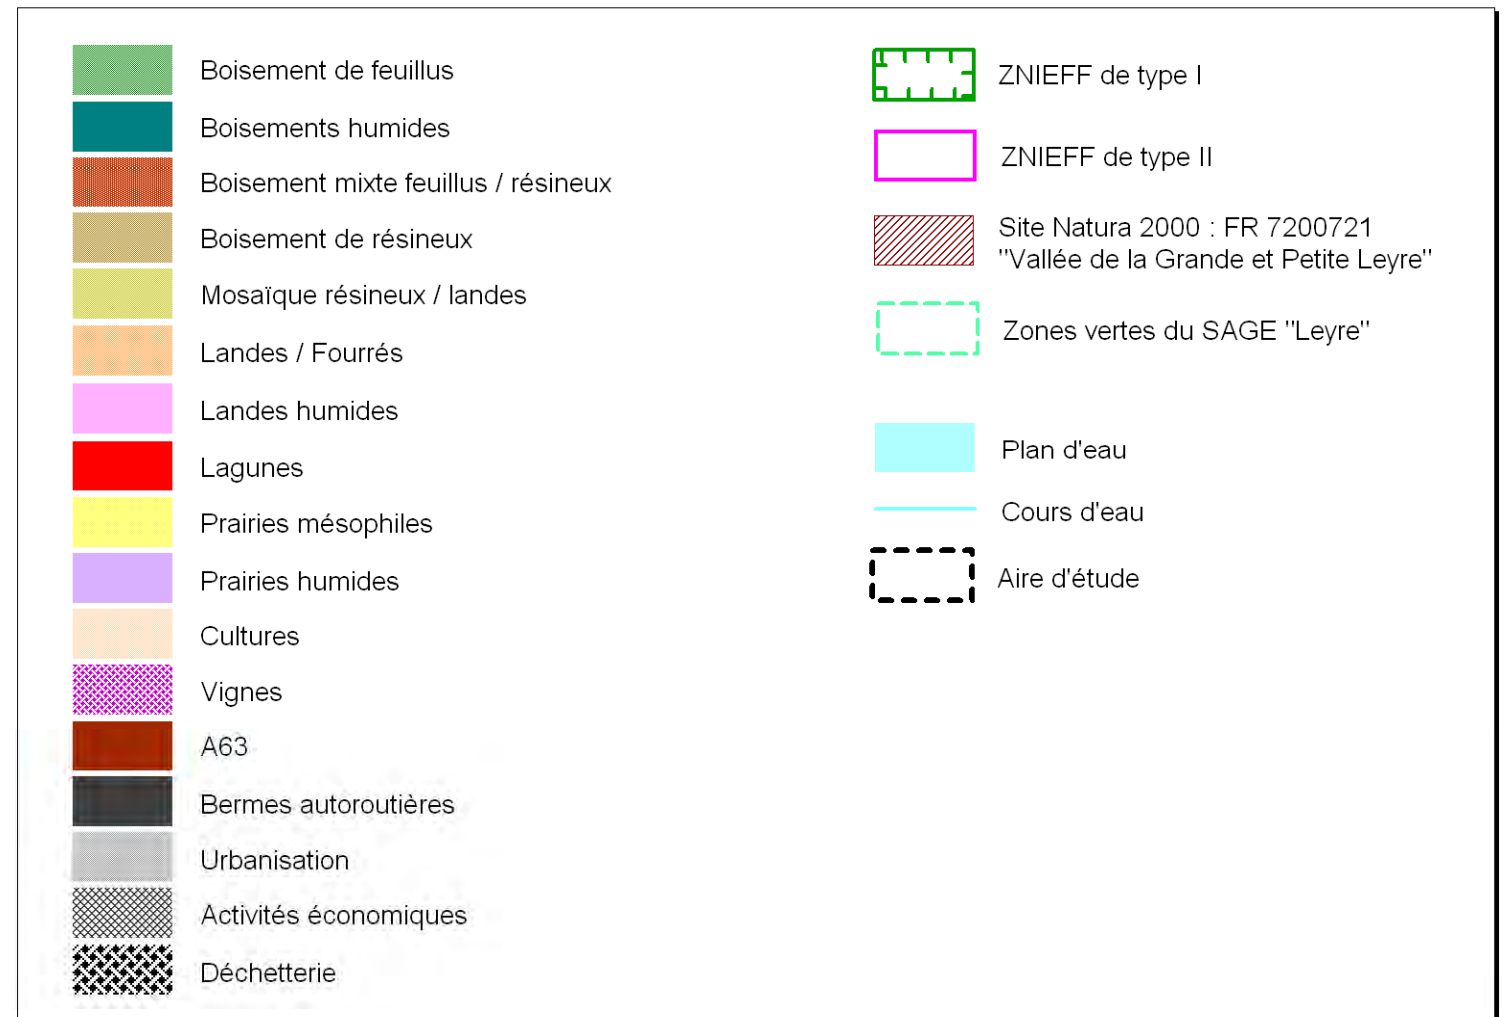 Boisement de feuillus
Boisements humides
Boisement mixte feuillus / résineux
Boisement de résineux
Mosaïque résineux / landes
Landes / Fourrés
Landes humides
Lagunes
Prairies mésophiles
Prairies humides
Cultures
Vignes
A63
Bermes autoroutières
Urbanisation
Activités économiques
Déchetterie
ZNIEFF de type I
ZNIEFF de type II
Site Natura 2000 : FR 7200721
"Vallée de la Grande et Petite Leyre"
Zones vertes du SAGE "Leyre"
Plan d'eau
Cours d'eau
Aire d'étude